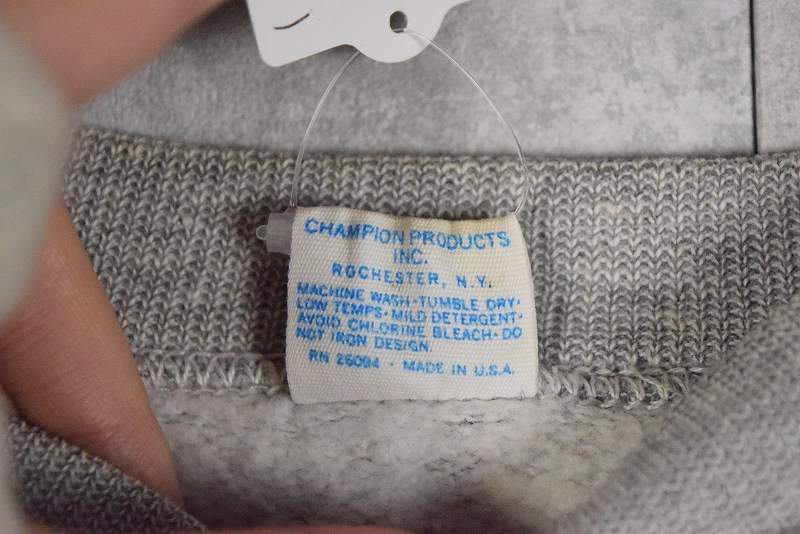 CHAMPION PRODUCTS
INC.
ROCHESTER, N.Y.
MACHINE WASH·TUMBLE DRY·
LOW TEMPS·MILD DETERGENT·
AVOID CHLORINE BLEACH·DO
NOT IRON DESIGN.
RN 26094 · MADE IN U.S.A.